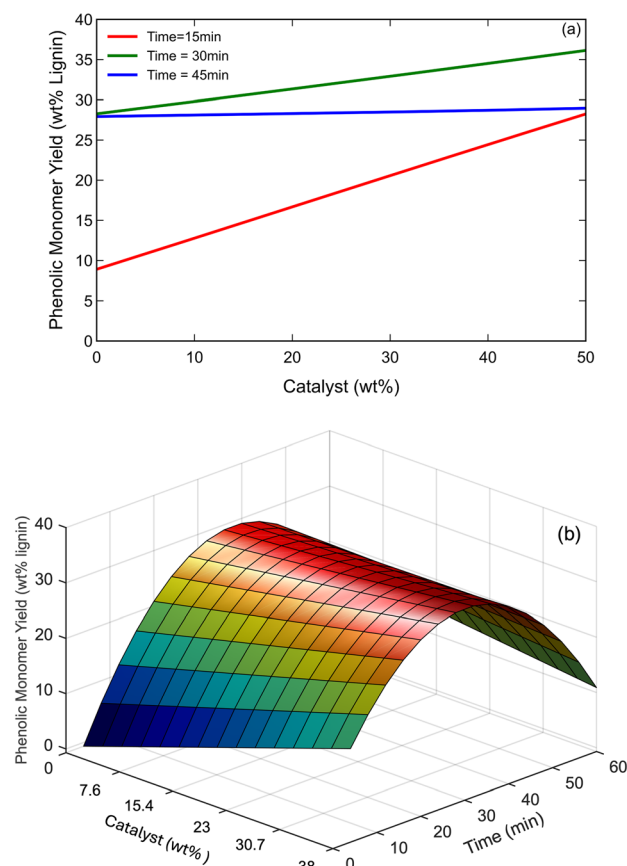 40
(a)
Time=15min
35
Time = 30min
Time = 45min
30
25
20
15
10
5
0
Phenolic Monomer Yield (wt% Lignin)
0 10 20 30 40 50
Catalyst (wt%)
(b)
40
30
20
10
0
Phenolic Monomer Yield (wt% lignin)
0
7.6
15.4
23
30.7
38
Catalyst (wt%)
0
10
20
30
40
50
60
Time (min)